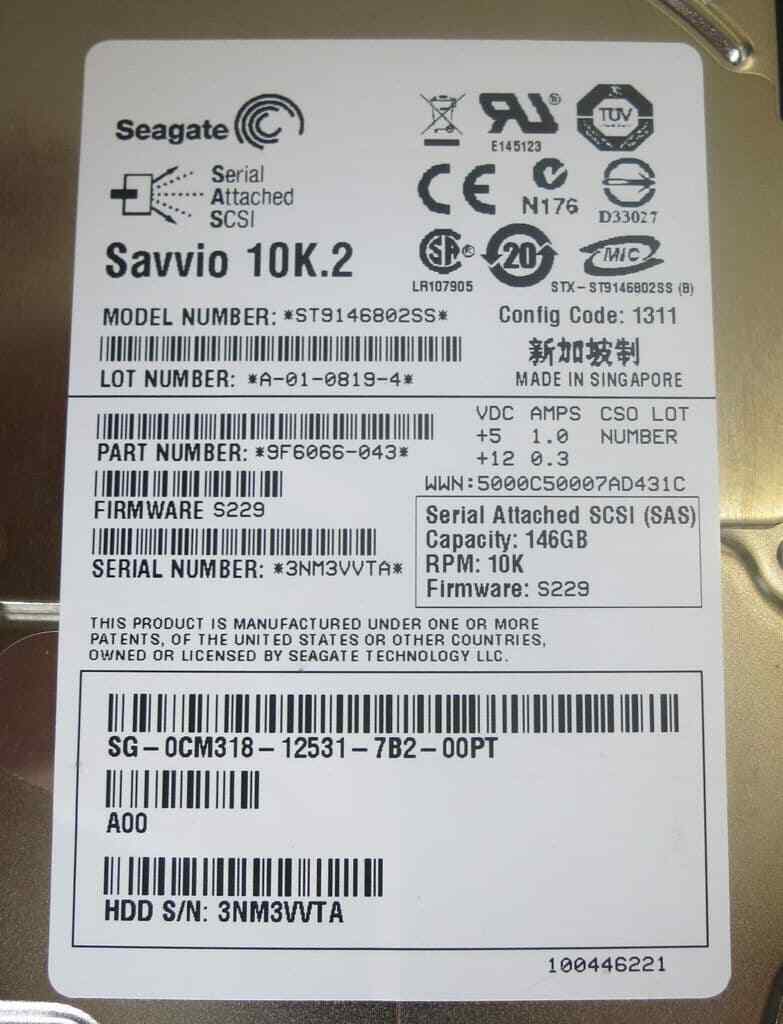 Seagate
Serial
Attached
SCSI
Savvio 10K.2
E145123
TUV
CE
N176
D33027
SA
20
MIC
LR107905
STX-ST9146802SS (B)
MODEL NUMBER: *ST9146802SS*
Config Code: 1311
新加坡制
LOT NUMBER: *A-01-0819-4*
MADE IN SINGAPORE
VDC AMPS CSO LOT
+5 1.0 NUMBER
+12 0.3
PART NUMBER: *9F6066-043*
WWN:5000C50007AD431C
FIRMWARE S229
Serial Attached SCSI (SAS)
Capacity: 146GB
RPM: 10K
Firmware: S229
SERIAL NUMBER: *3NM3VVTA*
THIS PRODUCT IS MANUFACTURED UNDER ONE OR MORE
PATENTS, OF THE UNITED STATES OR OTHER COUNTRIES,
OWNED OR LICENSED BY SEAGATE TECHNOLOGY LLC.
SG-0CM318-12531-7B2-00PT
A00
HDD S/N: 3NM3VVTA
100446221